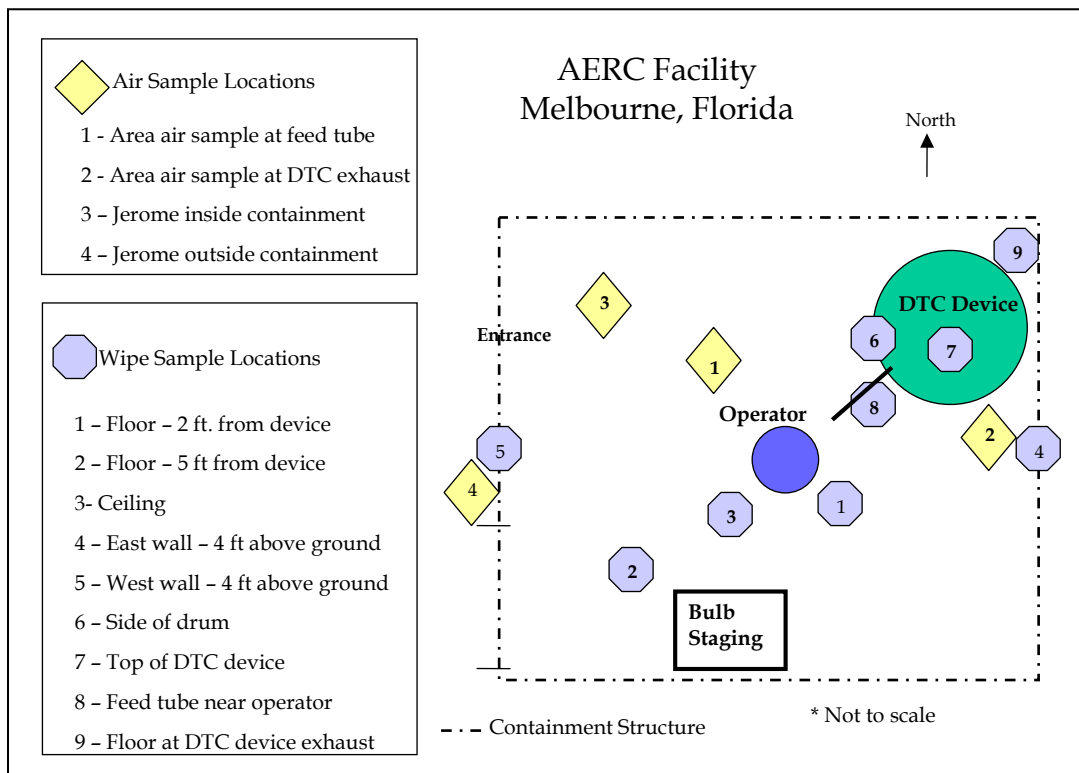 AERC Facility
Melbourne, Florida
Air Sample Locations
1 - Area air sample at feed tube
2 - Area air sample at DTC exhaust
3 – Jerome inside containment
4 – Jerome outside containment
Wipe Sample Locations
1 – Floor – 2 ft. from device
2 – Floor – 5 ft from device
3- Ceiling
4 – East wall – 4 ft above ground
5 – West wall – 4 ft above ground
6 – Side of drum
7 – Top of DTC device
8 – Feed tube near operator
9 – Floor at DTC device exhaust
North
9
DTC Device
3
Entrance
6
7
1
8
Operator
2
4
5
4
3
1
2
Bulb
Staging
Containment Structure
* Not to scale